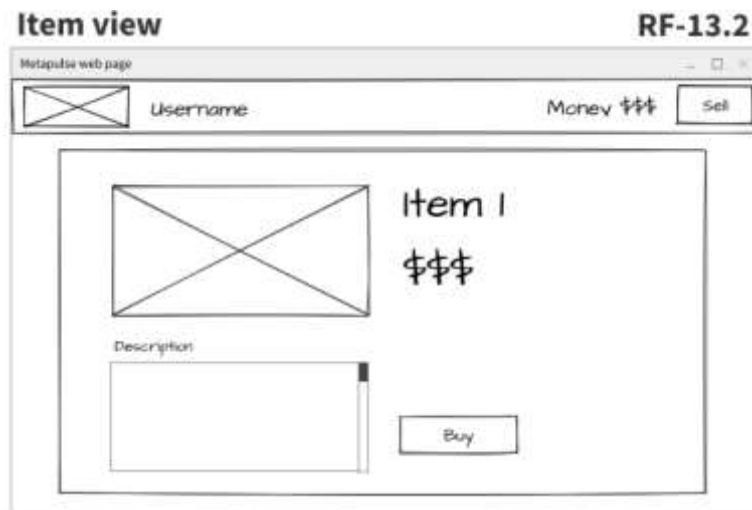 Item view
RF-13.2
Metapulse web page
Username
Money $$$
Sell
Item 1
$$$
Description
Buy